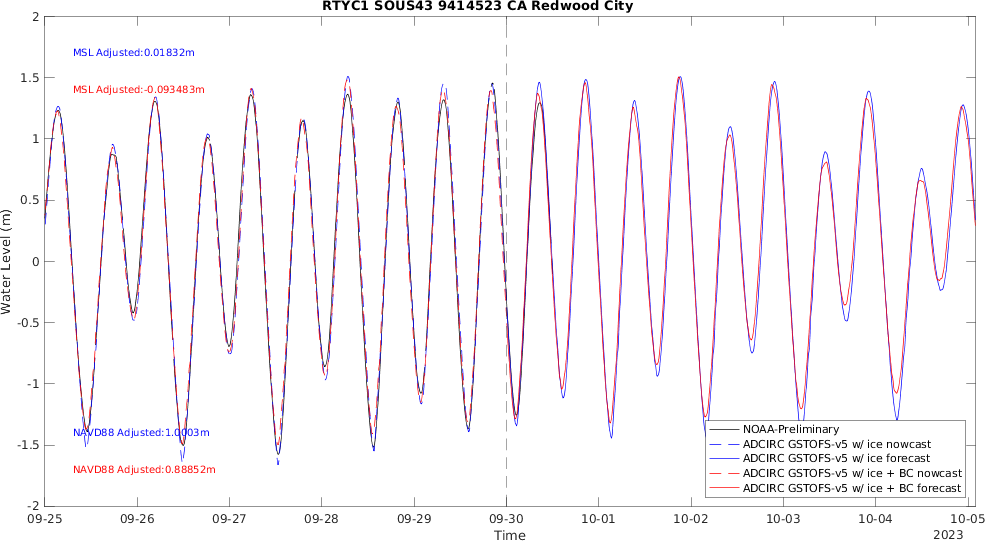 RTYC1 SOUS43 9414523 CA Redwood City
2
1.5
1
0.5
0
-0.5
-1
-1.5
-2
Water Level (m)
MSL Adjusted:0.01832m
MSL Adjusted:-0.093483m
NAVD88 Adjusted:1.0003m
NAVD88 Adjusted:0.88852m
NOAA-Preliminary
ADCIRC GSTOFS-v5 w/ ice nowcast
ADCIRC GSTOFS-v5 w/ ice forecast
ADCIRC GSTOFS-v5 w/ ice + BC nowcast
ADCIRC GSTOFS-v5 w/ ice + BC forecast
09-25 09-26 09-27 09-28 09-29 09-30 10-01 10-02 10-03 10-04 10-05
Time
2023